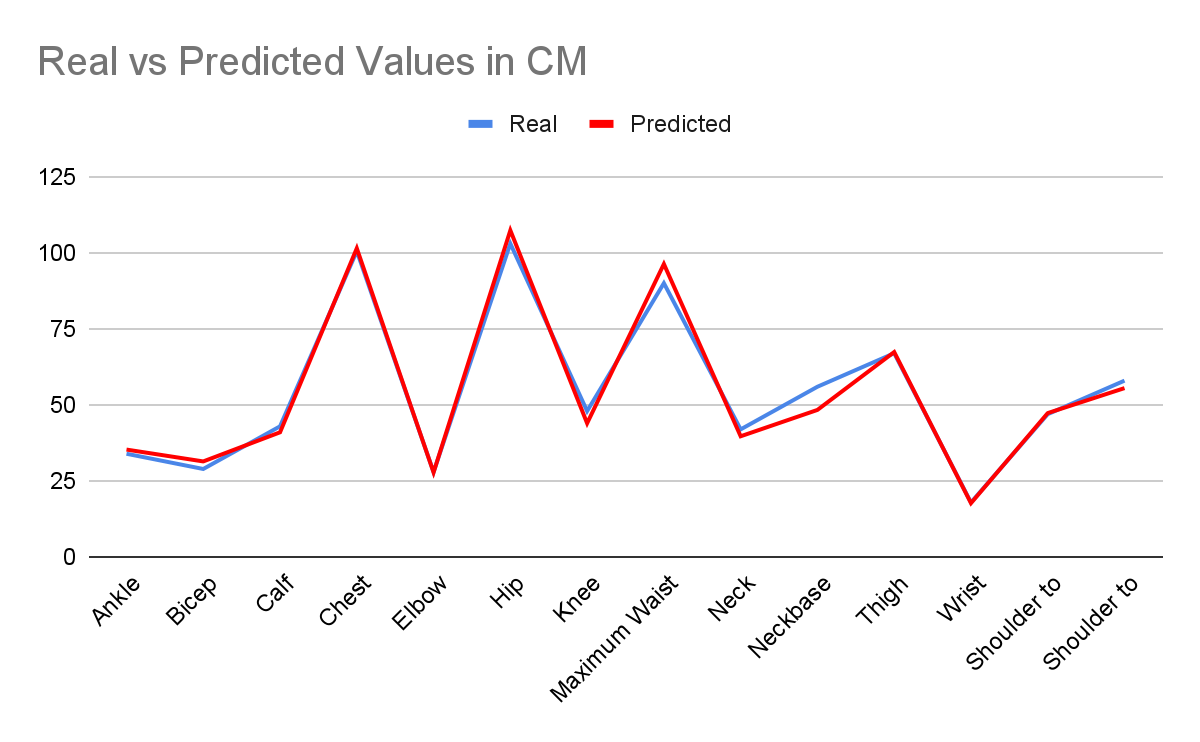 Real vs Predicted Values in CM
Real
Predicted
125
100
75
50
25
0
Ankle
Bicep
Calf
Chest
Elbow
Hip
Knee
Maximum Waist
Neck
Neckbase
Thigh
Wrist
Shoulder to
Shoulder to